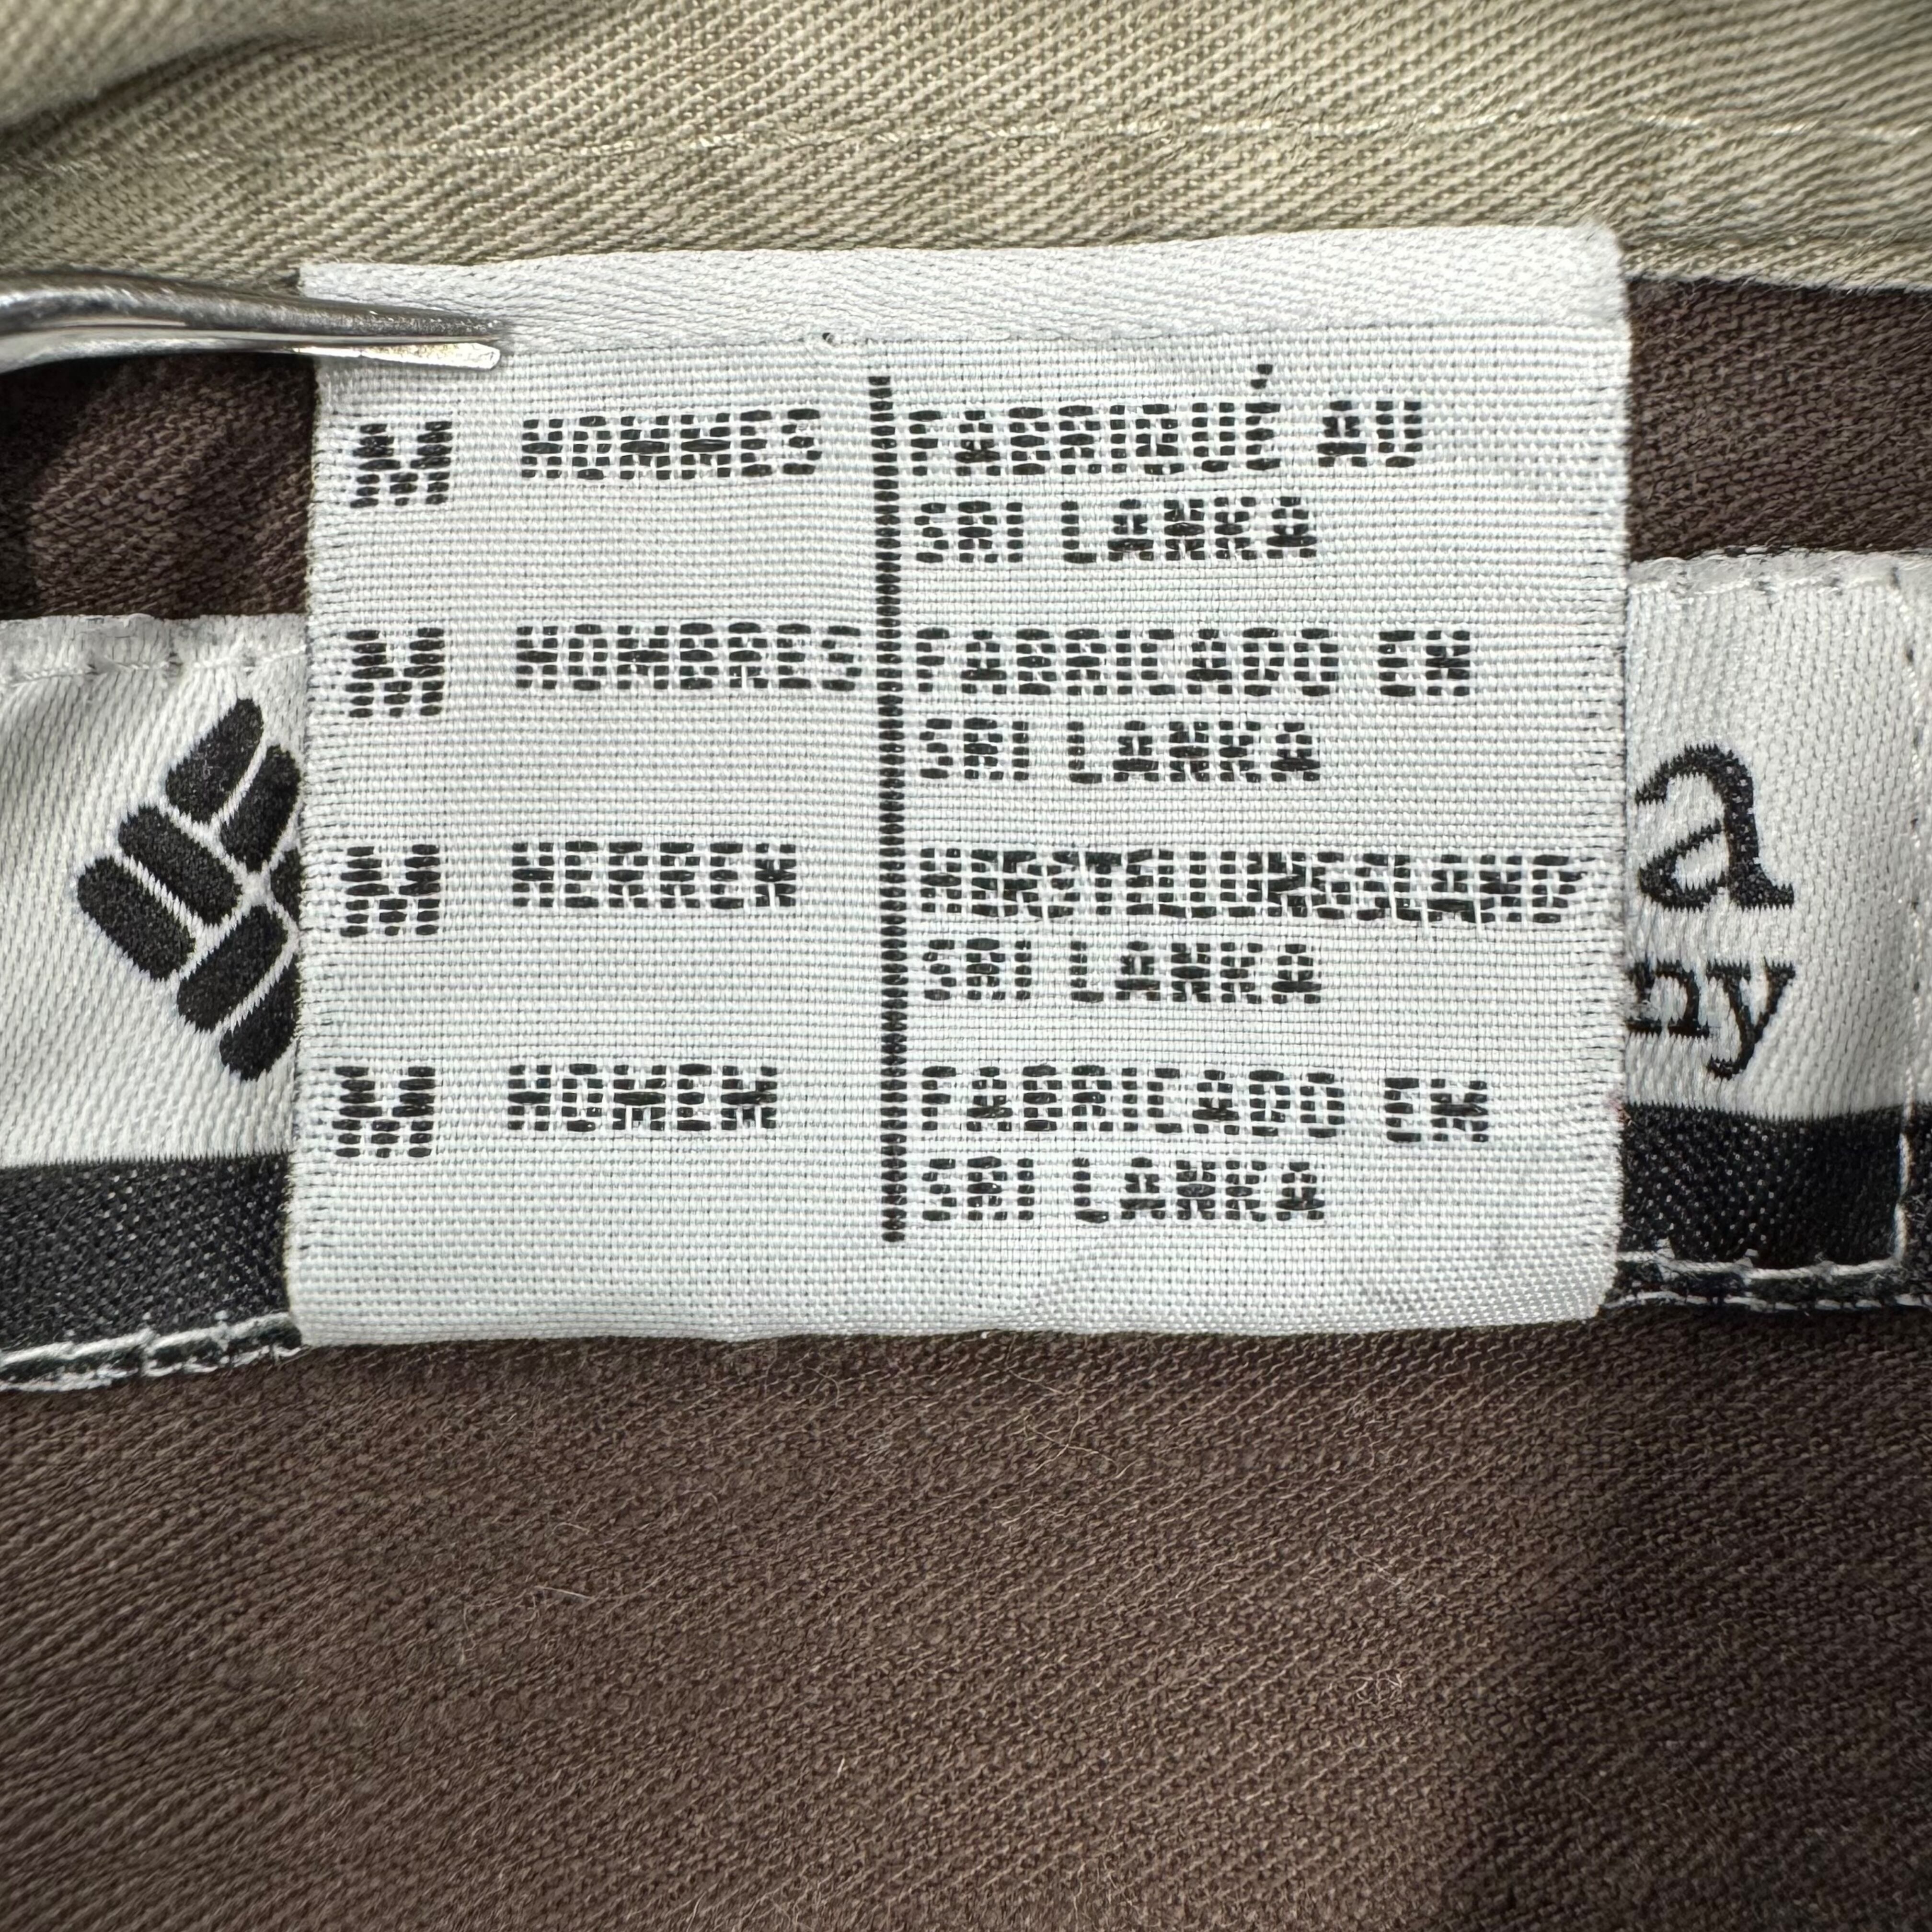 M HOMMES FABRIQUÉ AU
SRI LANKA
M HOMBRES FABRICADO EN
SRI LANKA
M HERREN HERSTELLUNGSLAND
SRI LANKA
M HOMEM FABRICADO EM
SRI LANKA
a
ny